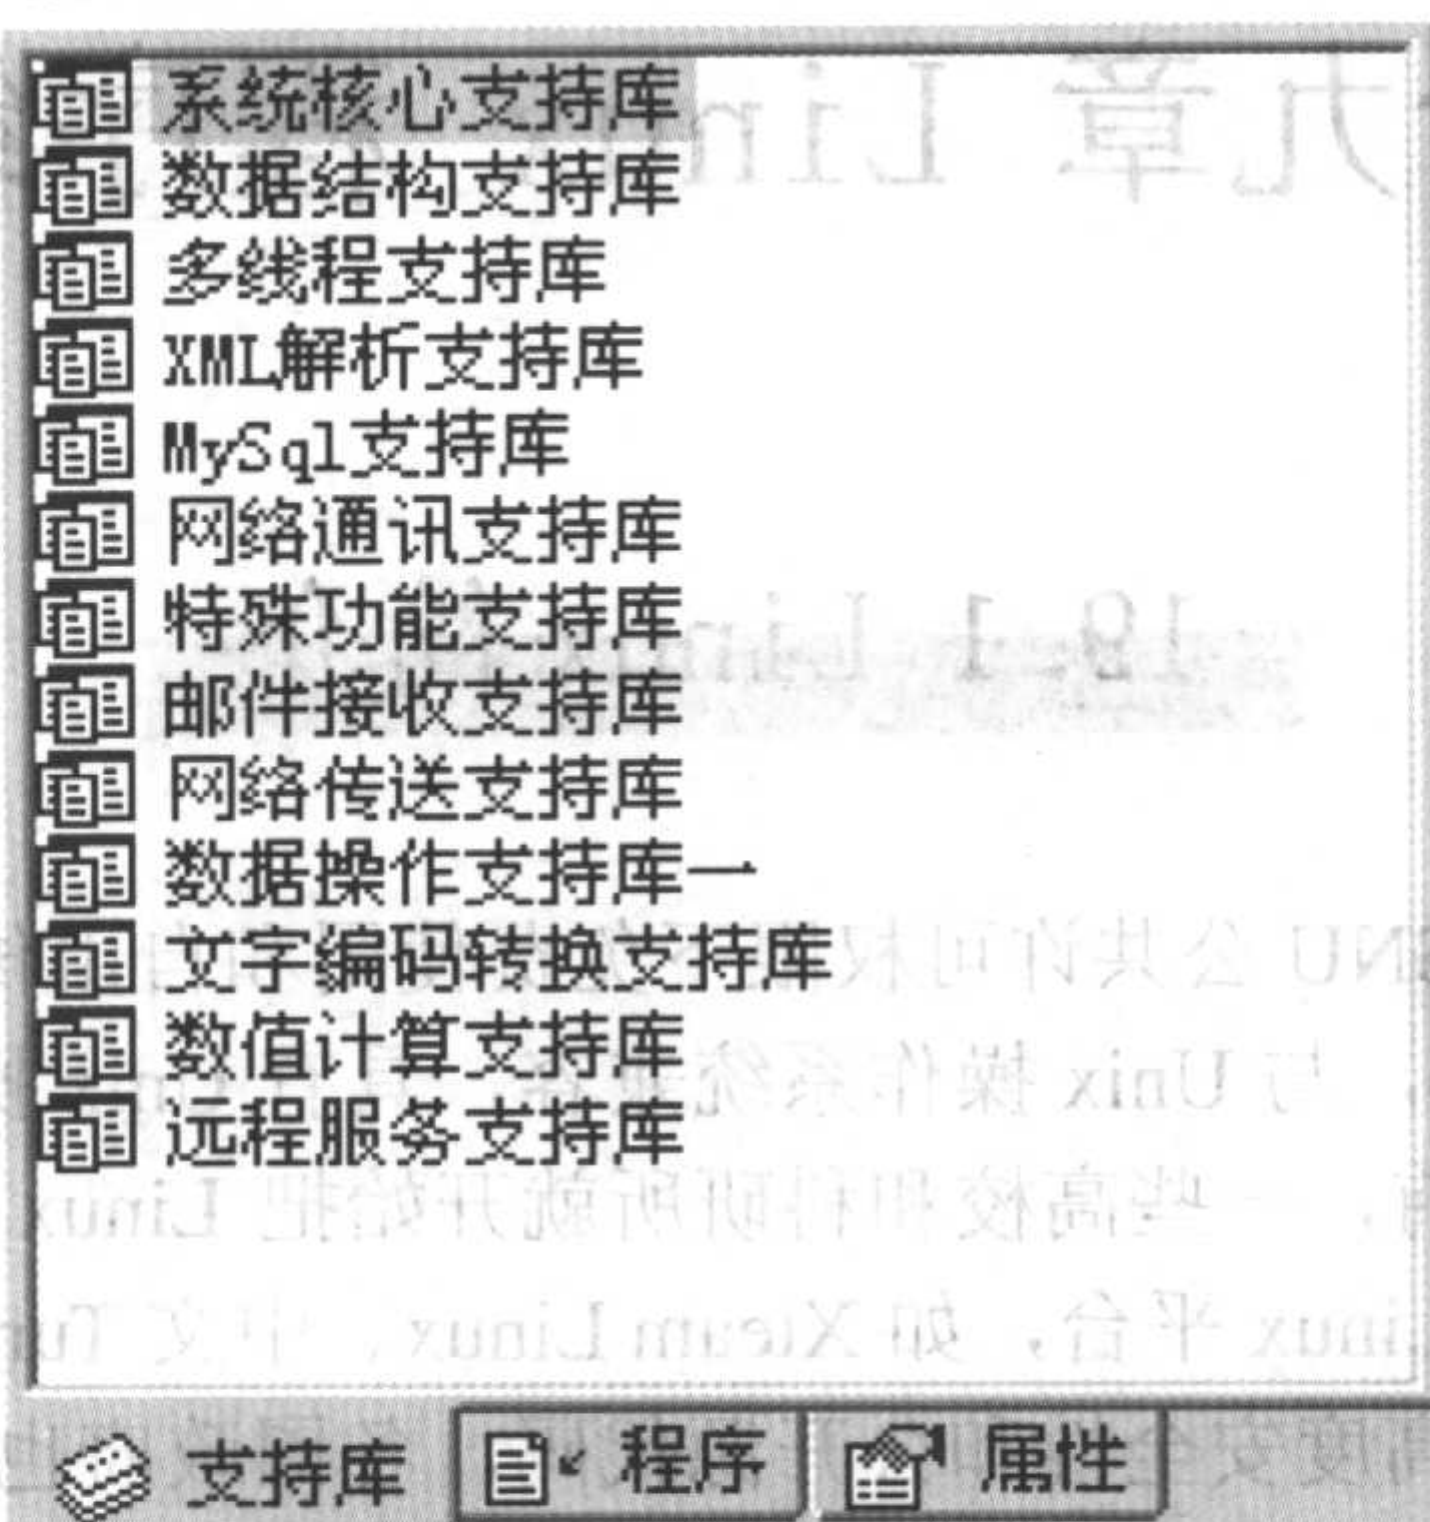 系统核心支持库
数据结构支持库
多线程支持库
XML解析支持库
MySql支持库
网络通讯支持库
特殊功能支持库
邮件接收支持库
网络传送支持库
数据操作支持库一
文字编码转换支持库
数值计算支持库
远程服务支持库
支持库 程序 属性